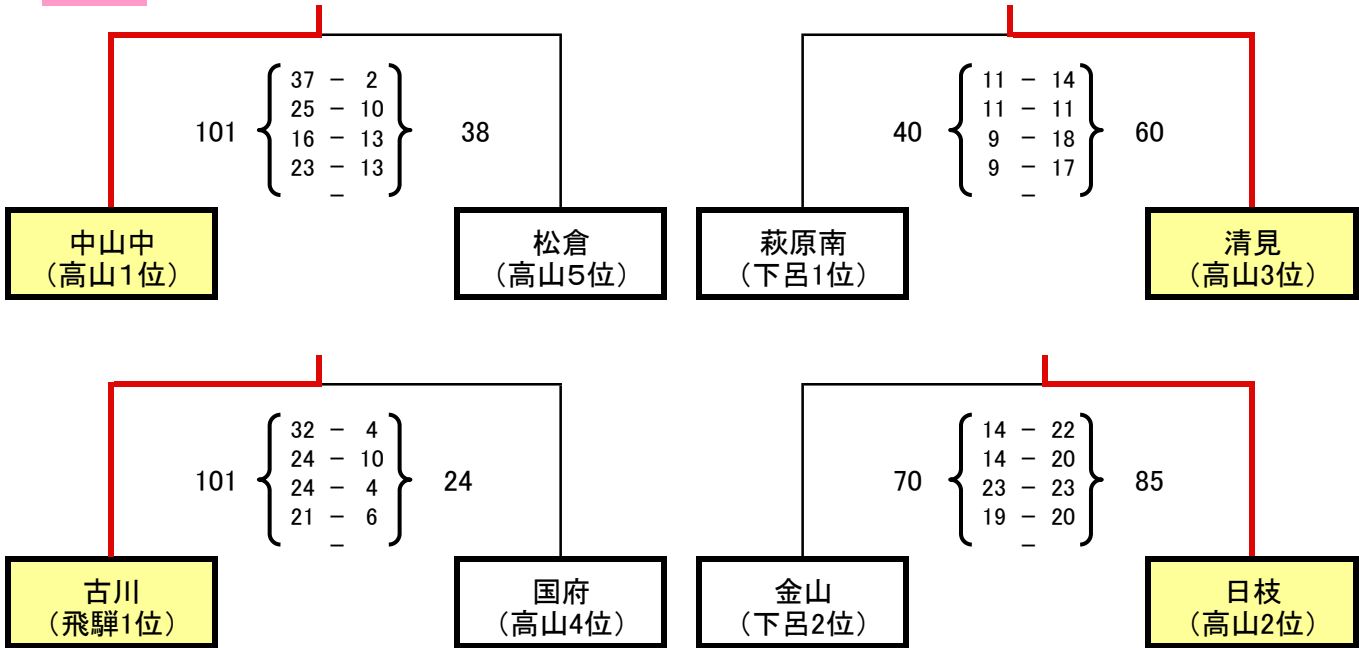 37 － 2
25 － 10
101 16 － 13 38
23 － 13
－
中山中
（高山１位）
松倉
（高山５位）
11 － 14
11 － 11
40 9 － 18 60
9 － 17
－
萩原南
（下呂1位）
清見
（高山3位）
32 － 4
24 － 10
101 24 － 4 24
21 － 6
－
古川
（飛騨1位）
国府
（高山4位）
14 － 22
14 － 20
70 23 － 23 85
19 － 20
－
金山
（下呂2位）
日枝
（高山2位）